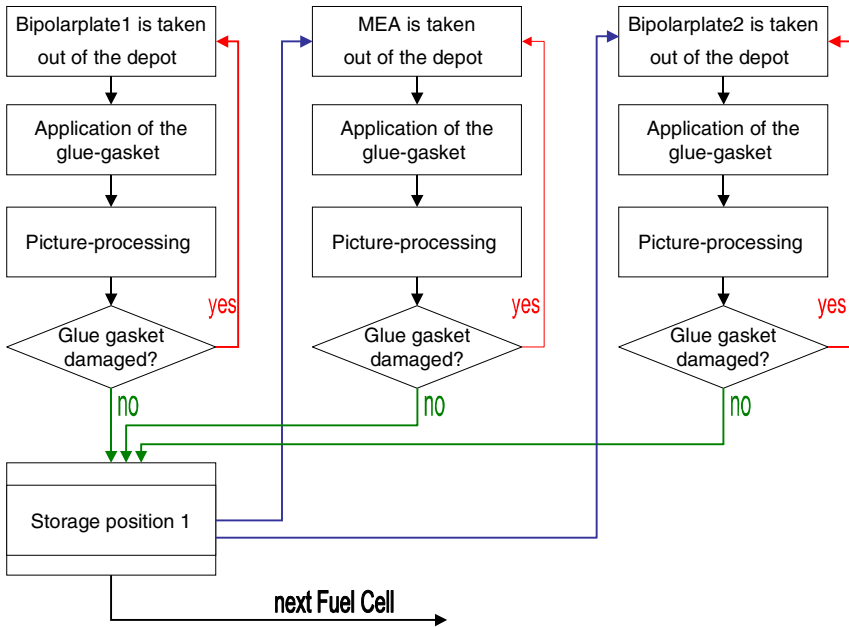 Bipolarplate1 is taken
out of the depot
Application of the
glue-gasket
Picture-processing
yes
Glue gasket
damaged?
no
MEA is taken
out of the depot
Application of the
glue-gasket
Picture-processing
yes
Glue gasket
damaged?
no
Bipolarplate2 is taken
out of the depot
Application of the
glue-gasket
Picture-processing
yes
Glue gasket
damaged?
no
Storage position 1
next Fuel Cell